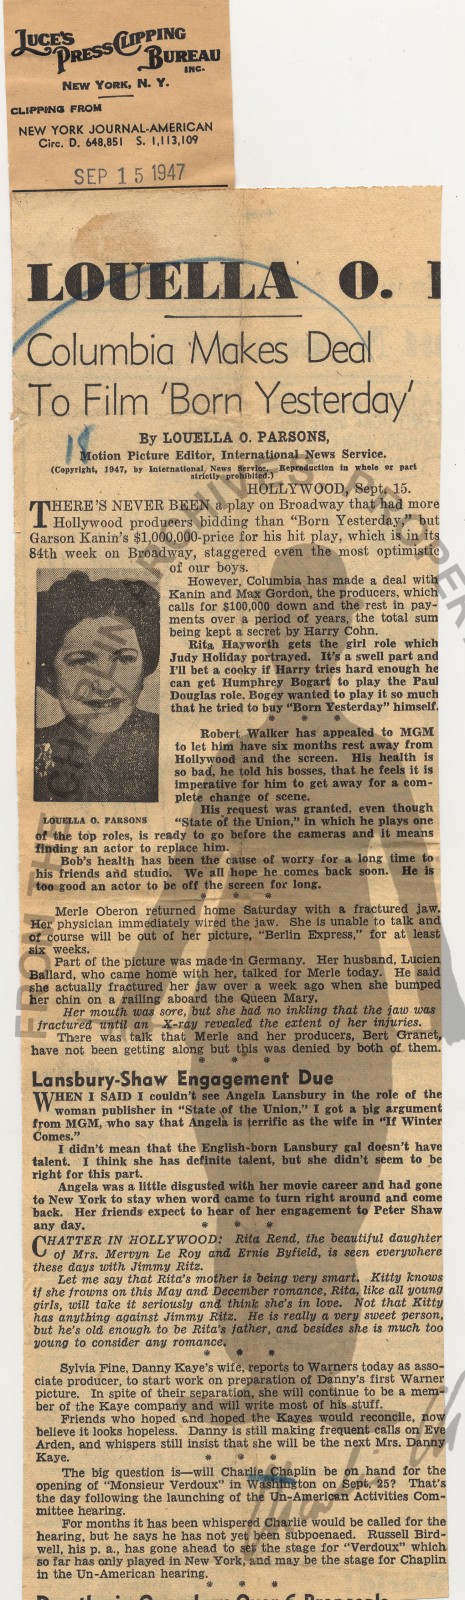 LUCE'S
PRESS CLIPPING
BUREAU
INC.
NEW YORK, N. Y.
CLIPPING FROM
NEW YORK JOURNAL-AMERICAN
Circ. D. 648,851 S. 1,113,109
SEP 15 1947
LOUELLA O.
Columbia Makes Deal
To Film 'Born Yesterday'
18
By LOUELLA O. PARSONS,
Motion Picture Editor, International News Service.
(Copyright, 1947, by International News Service. Reproduction in whole or part
strictly prohibited.)
HOLLYWOOD, Sept. 15.
THERE'S NEVER BEEN a play on Broadway that had more
Hollywood producers bidding than "Born Yesterday," but
Garson Kanin's $1,000,000-price for his hit play, which is in its
84th week on Broadway, staggered even the most optimistic
of our boys.
However, Columbia has made a deal with
Kanin and Max Gordon, the producers, which
calls for $100,000 down and the rest in pay-
ments over a period of years, the total sum
being kept a secret by Harry Cohn.
Rita Hayworth gets the girl role which
Judy Holiday portrayed. It's a swell part and
I'll bet a cooky if Harry tries hard enough he
can get Humphrey Bogart to play the Paul
Douglas role. Bogey wanted to play it so much
that he tried to buy "Born Yesterday" himself.
* * *
Robert Walker has appealed to MGM
to let him have six months rest away from
Hollywood and the screen. His health is
so bad, he told his bosses, that he feels it is
imperative for him to get away for a com-
plete change of scene.
His request was granted, even though
LOUELLA O. PARSONS
"State of the Union," in which he plays one
of the top roles, is ready to go before the cameras and it means
finding an actor to replace him.
Bob's health has been the cause of worry for a long time to
his friends and studio. We all hope he comes back soon. He is
too good an actor to be off the screen for long.
* * *
Merle Oberon returned home Saturday with a fractured jaw.
Her physician immediately wired the jaw. She is unable to talk and
of course will be out of her picture, "Berlin Express," for at least
six weeks.
Part of the picture was made in Germany. Her husband, Lucien
Ballard, who came home with her, talked for Merle today. He said
she actually fractured her jaw over a week ago when she bumped
her chin on a railing aboard the Queen Mary.
Her mouth was sore, but she had no inkling that the jaw was
fractured until an X-ray revealed the extent of her injuries.
There was talk that Merle and her producers, Bert Granet,
have not been getting along but this was denied by both of them.
* * *
Lansbury-Shaw Engagement Due
WHEN I SAID I couldn't see Angela Lansbury in the role of the
woman publisher in "State of the Union," I got a big argument
from MGM, who say that Angela is terrific as the wife in "If Winter
Comes."
I didn't mean that the English-born Lansbury gal doesn't have
talent. I think she has definite talent, but she didn't seem to be
right for this part.
Angela was a little disgusted with her movie career and had gone
to New York to stay when word came to turn right around and come
back. Her friends expect to hear of her engagement to Peter Shaw
any day.
* * *
CHATTER IN HOLLYWOOD: Rita Rend, the beautiful daughter
of Mrs. Mervyn Le Roy and Ernie Byfield, is seen everywhere
these days with Jimmy Ritz.
Let me say that Rita's mother is being very smart. Kitty knows
if she frowns on this May and December romance, Rita, like all young
girls, will take it seriously and think she's in love. Not that Kitty
has anything against Jimmy Ritz. He is really a very sweet person,
but he's old enough to be Rita's father, and besides she is much too
young to consider any romance.
* * *
Sylvia Fine, Danny Kaye's wife, reports to Warners today as asso-
ciate producer, to start work on preparation of Danny's first Warner
picture. In spite of their separation, she will continue to be a mem-
ber of the Kaye company and will write most of his stuff.
Friends who hoped and hoped the Kayes would reconcile, now
believe it looks hopeless. Danny is still making frequent calls on Eve
Arden, and whispers still insist that she will be the next Mrs. Danny
Kaye.
* * *
The big question is—will Charlie Chaplin be on hand for the
opening of "Monsieur Verdoux" in Washington on Sept. 25? That's
the day following the launching of the Un-American Activities Com-
mittee hearing.
For months it has been whispered Charlie would be called for the
hearing, but he says he has not yet been subpoenaed. Russell Bird-
well, his p. a., has gone ahead to set the stage for "Verdoux" which
so far has only played in New York, and may be the stage for Chaplin
in the Un-American hearing.
* * *
FROM THE CHAPLIN ARCHIVES PROPER